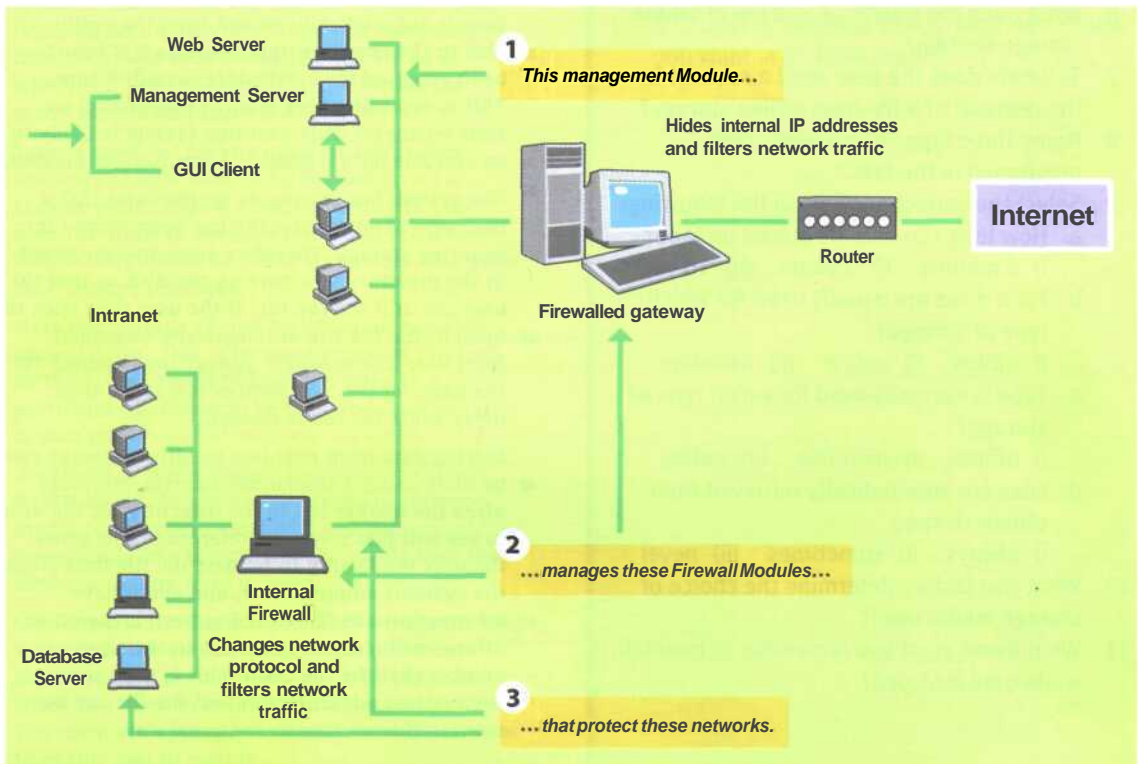 Web Server
1
This management Module...
Management Server
Hides internal IP addresses
and filters network traffic
GUI Client
Internet
Router
Firewalled gateway
Intranet
2
...manages these Firewall Modules...
Internal
Firewall
Changes network
protocol and
filters network
traffic
Database
Server
3
...that protect these networks.